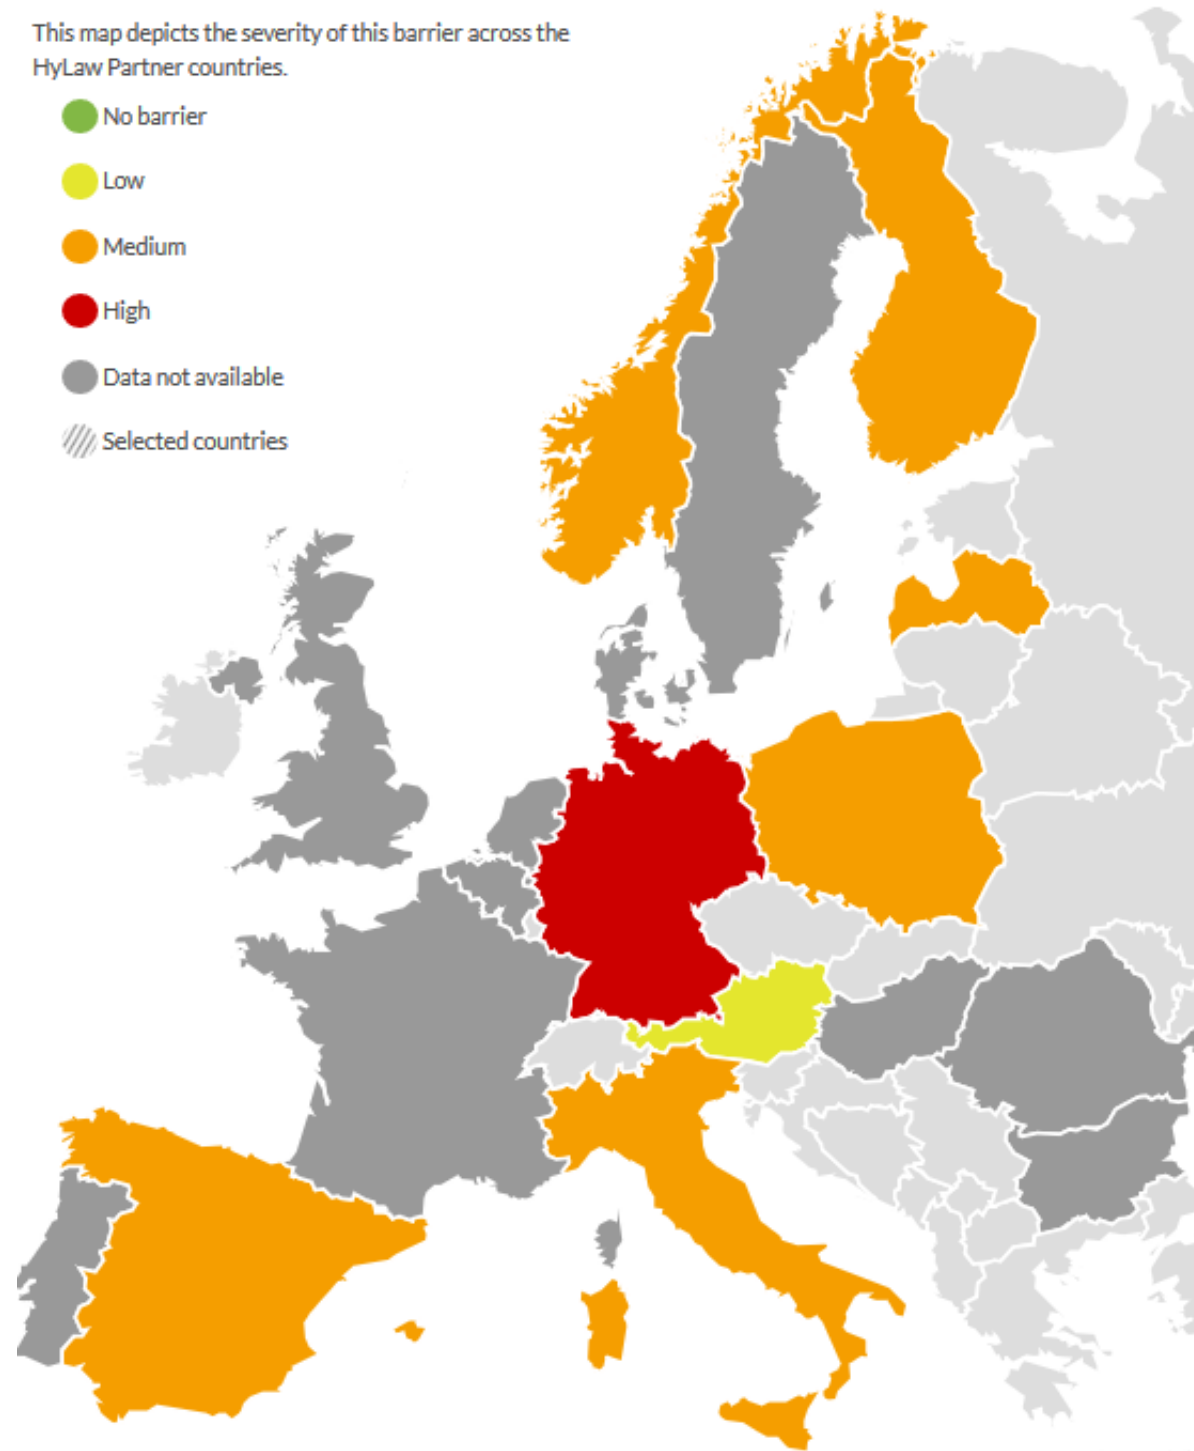 This map depicts the severity of this barrier across the
HyLaw Partner countries.
No barrier
Low
Medium
High
Data not available
Selected countries